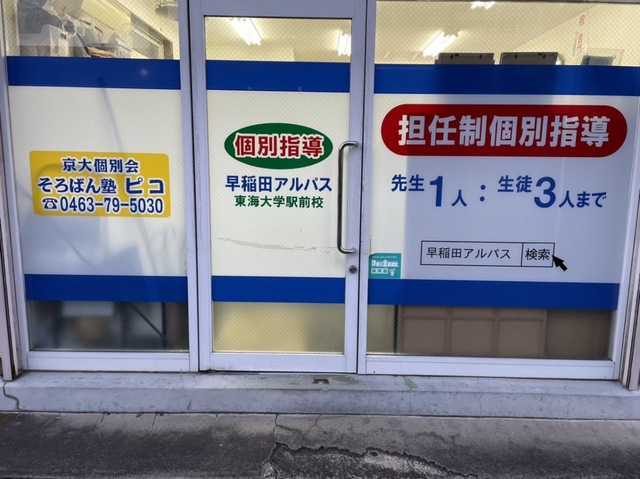 京大個別会
そろばん塾 ピコ
☎0463-79-5030
個別指導
早稲田アルパス
東海大学駅前校
担任制個別指導
先生1人：生徒3人まで
早稲田アルパス 検索